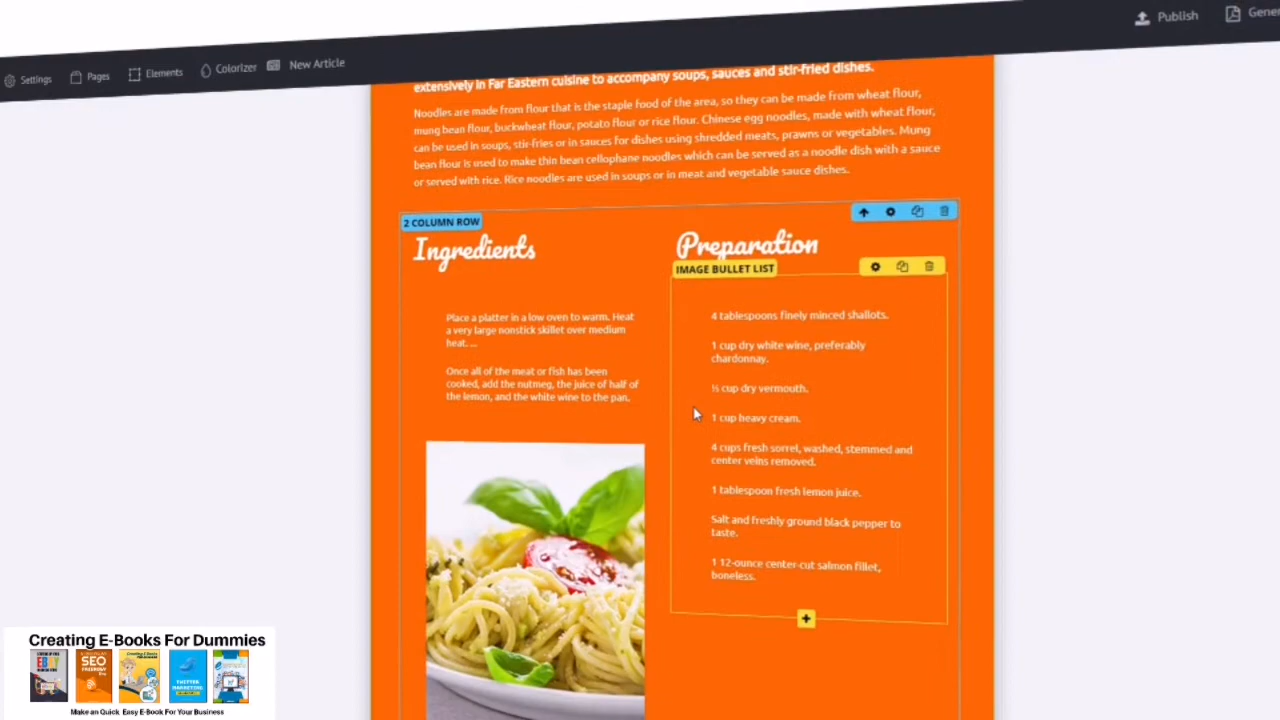 Publish
Gener
Settings
Pages
Elements
Colorizer
New Article
extensively in Far Eastern cuisine to accompany soups, sauces and stir-fried dishes.
Noodles are made from flour that is the staple food of the area, so they can be made from wheat flour,
mung bean flour, buckwheat flour, potato flour or rice flour. Chinese egg noodles, made with wheat flour,
can be used in soups, stir-fries or in sauces for dishes using shredded meats, prawns or vegetables. Mung
bean flour is used to make thin bean cellophane noodles which can be served as a noodle dish with a sauce
or served with rice. Rice noodles are used in soups or in meat and vegetable sauce dishes.
2 COLUMN ROW
Ingredients
Place a platter in a low oven to warm. Heat
a very large nonstick skillet over medium
heat. ...
Once all of the meat or fish has been
cooked, add the nutmeg, the juice of half of
the lemon, and the white wine to the pan.
Preparation
IMAGE BULLET LIST
4 tablespoons finely minced shallots.
1 cup dry white wine, preferably
chardonnay.
½ cup dry vermouth.
1 cup heavy cream.
4 cups fresh sorrel, washed, stemmed and
center veins removed.
1 tablespoon fresh lemon juice.
Salt and freshly ground black pepper to
taste.
1 12-ounce center-cut salmon fillet,
boneless.
Creating E-Books For Dummies
EBAY
SEO
FRIENDLY
TWITTER
MARKETING
Make an Quick Easy E-Book For Your Business